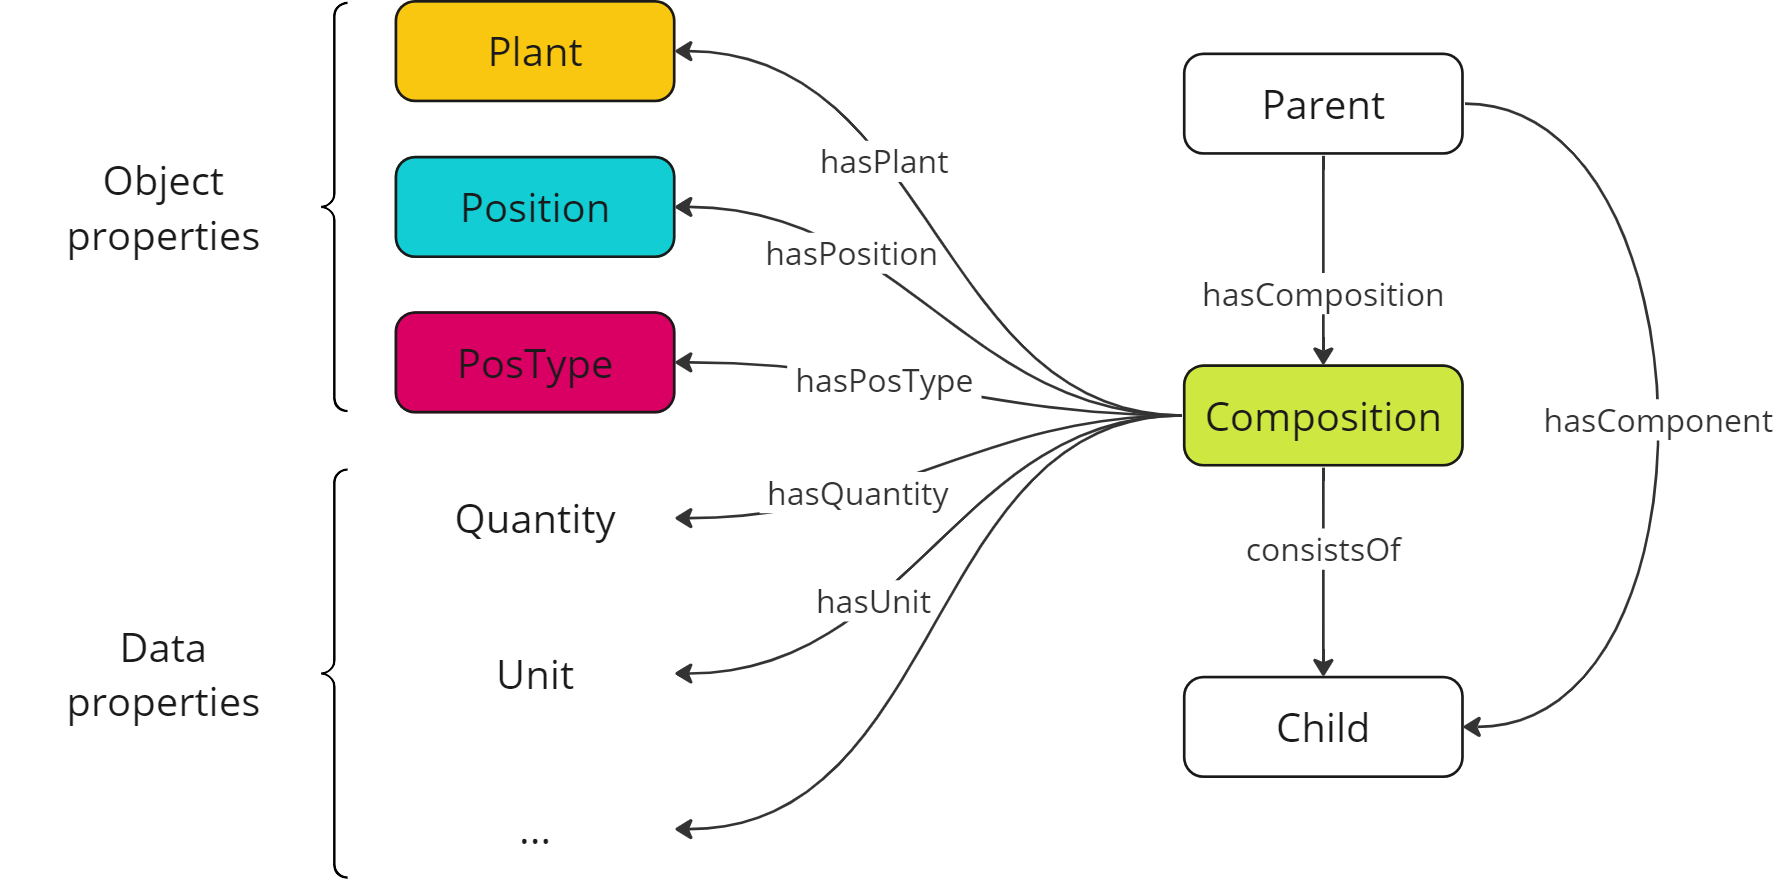 Object
properties
Plant
Position
PosType
Data
properties
Quantity
Unit
...
hasPlant
hasPosition
hasPosType
hasQuantity
hasUnit
Parent
hasComposition
Composition
hasComponent
consistsOf
Child